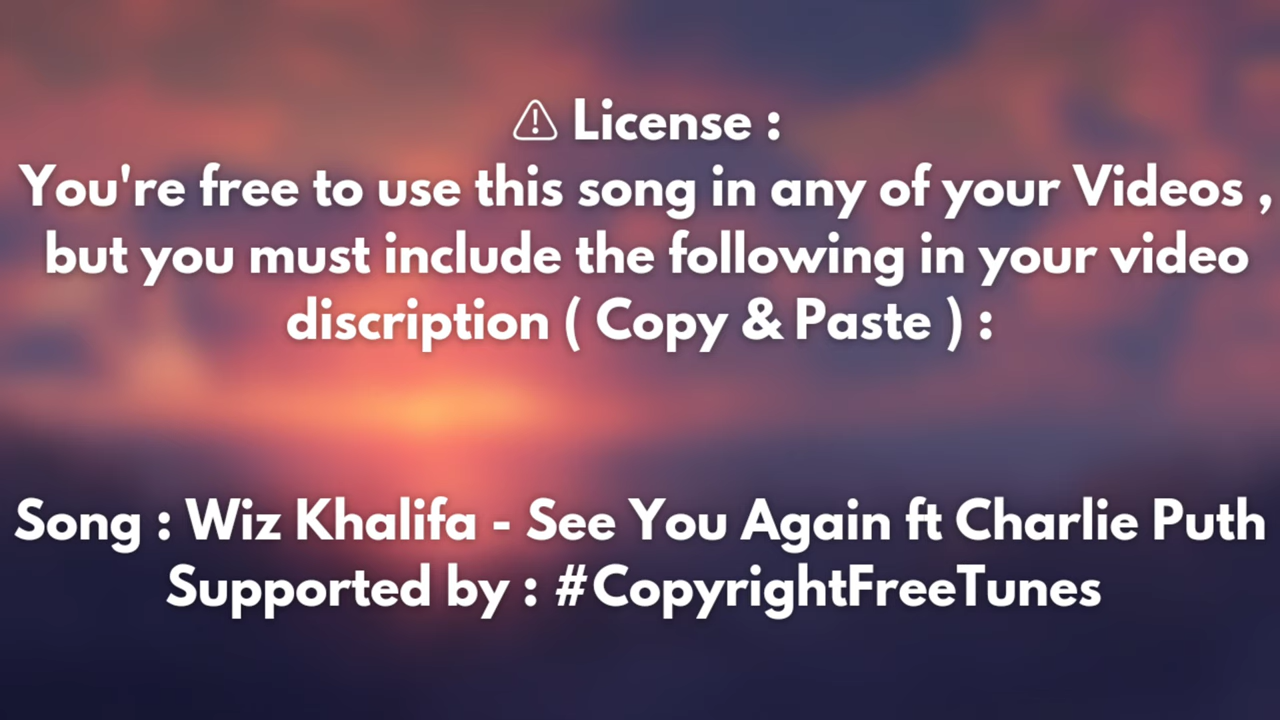 ⚠ License :
You're free to use this song in any of your Videos ,
but you must include the following in your video
discription ( Copy & Paste ) :
Song : Wiz Khalifa - See You Again ft Charlie Puth
Supported by : #CopyrightFreeTunes